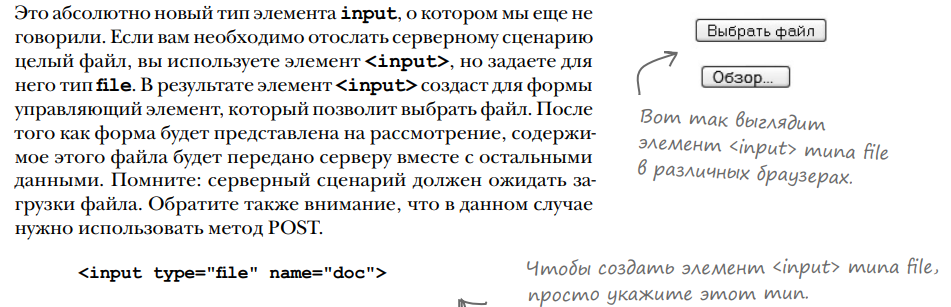 Это абсолютно новый тип элемента input, о котором мы еще не
говорили. Если вам необходимо отослать серверному сценарию
целый файл, вы используете элемент <input>, но задаете для
него тип file. В результате элемент <input> создаст для формы
управляющий элемент, который позволит выбрать файл. После
того как форма будет представлена на рассмотрение, содержи-
мое этого файла будет передано серверу вместе с остальными
данными. Помните: серверный сценарий должен ожидать за-
грузки файла. Обратите также внимание, что в данном случае
нужно использовать метод POST.
Выбрать файл
Обзор...
Вот так выглядит
элемент <input> типа file
в различных браузерах.
<input type="file" name="doc">
Чтобы создать элемент <input> типа file,
просто укажите этот тип.